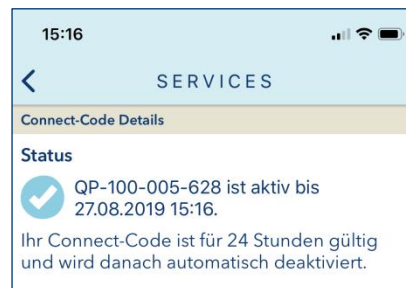 15:16
SERVICES
Connect-Code Details
Status
QP-100-005-628 ist aktiv bis
27.08.2019 15:16.
Ihr Connect-Code ist für 24 Stunden gültig
und wird danach automatisch deaktiviert.